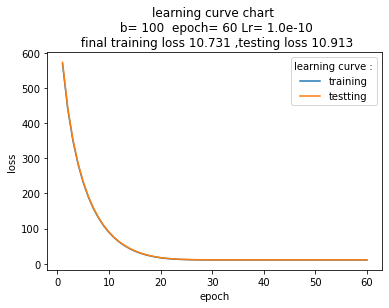 learning curve chart
b= 100 epoch= 60 Lr= 1.0e-10
final training loss 10.731 ,testing loss 10.913
600
500
400
300
200
100
0
loss
learning curve :
training
testting
0 10 20 30 40 50 60
epoch